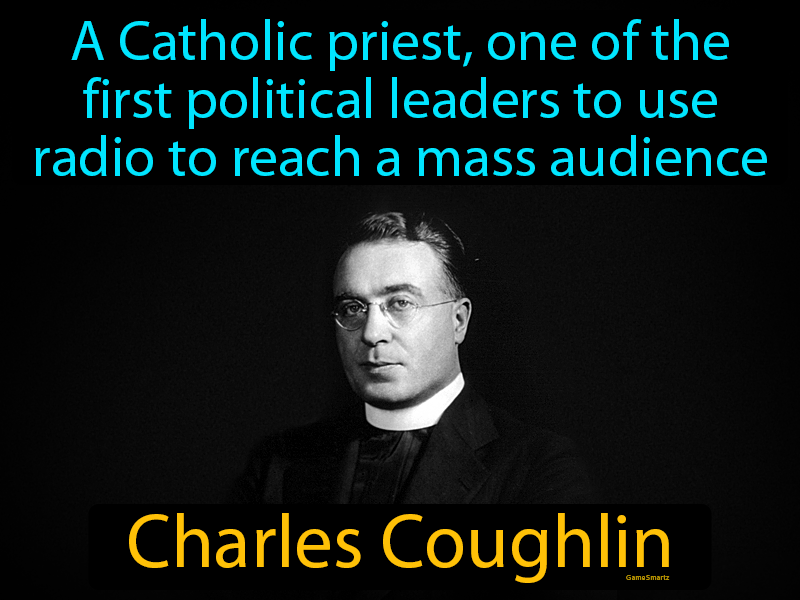 A Catholic priest, one of the
first political leaders to use
radio to reach a mass audience
Charles Coughlin
GameSmartz